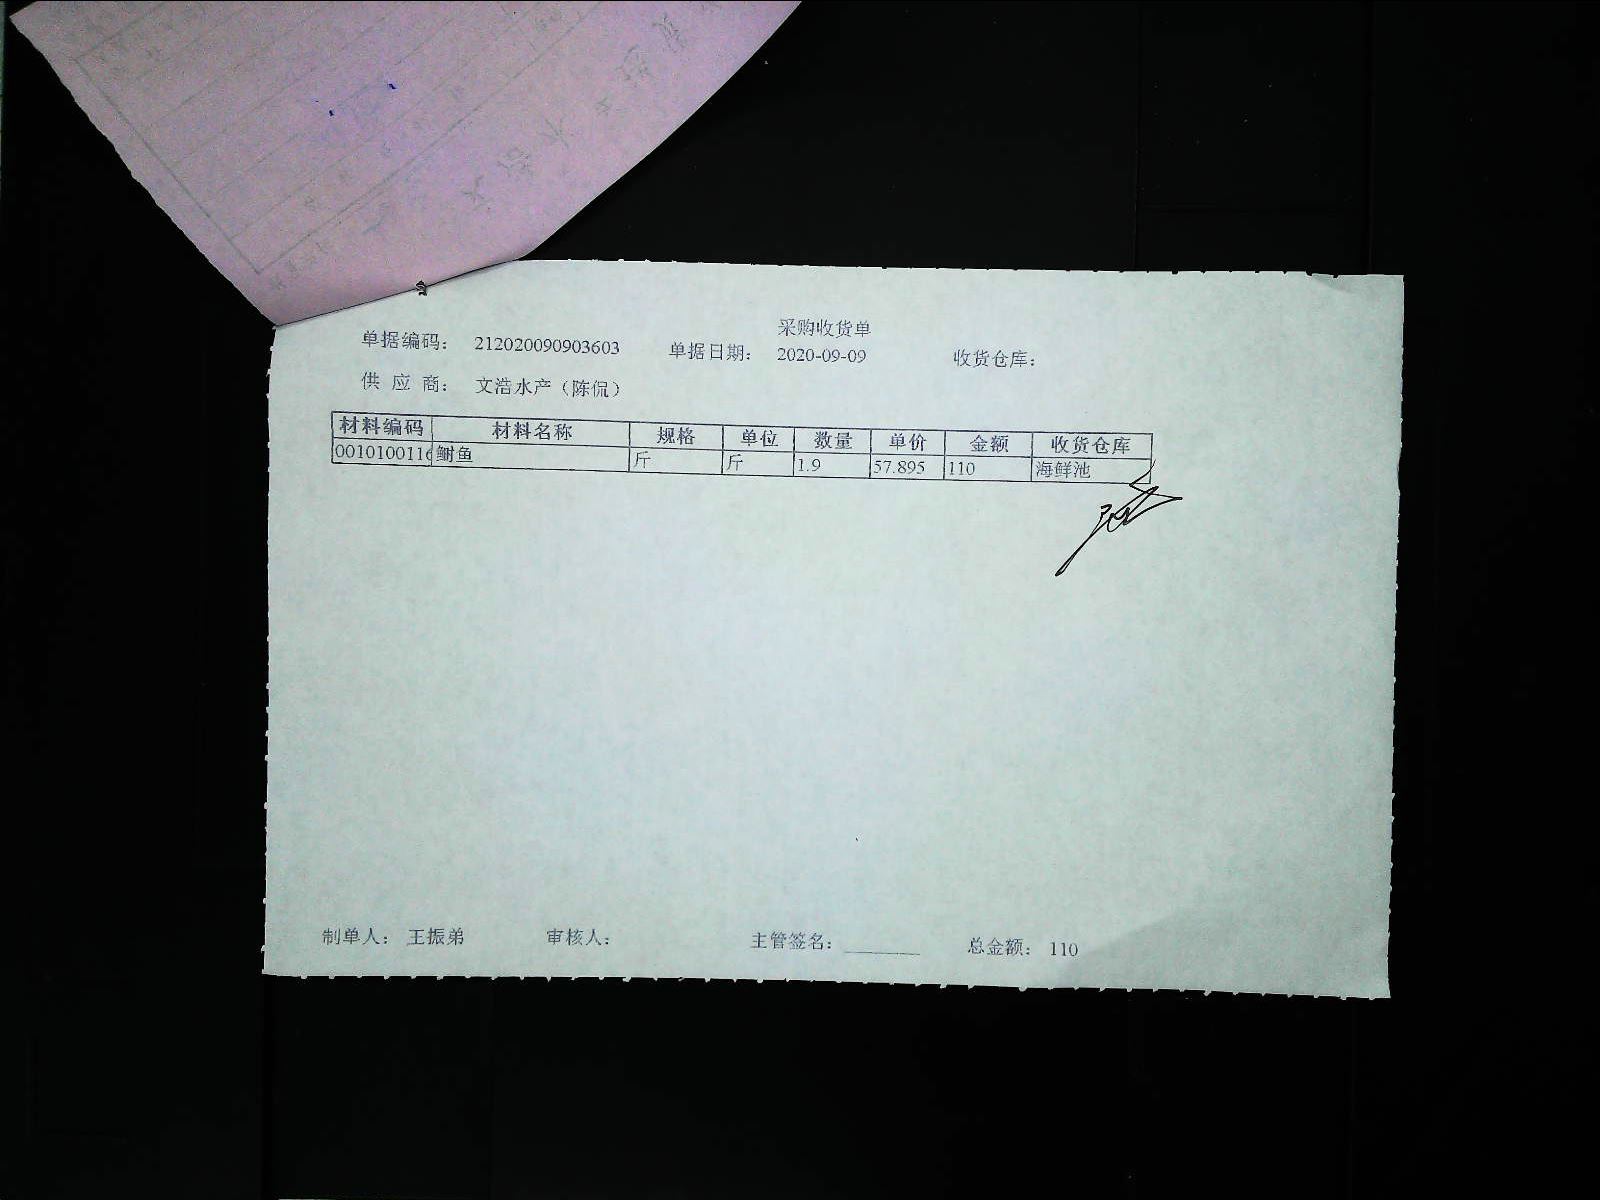 采购收货单
单据编码： 212020090903603 单据日期： 2020-09-09 收货仓库：
供 应 商： 文浩水产（陈侃）
材料编码 材料名称 规格 单位 数量 单价 金额 收货仓库
0010100116 鮒鱼 斤 斤 1.9 57.895 110 海鲜池
制单人： 王振弟 审核人： 主管签名： 总金额： 110